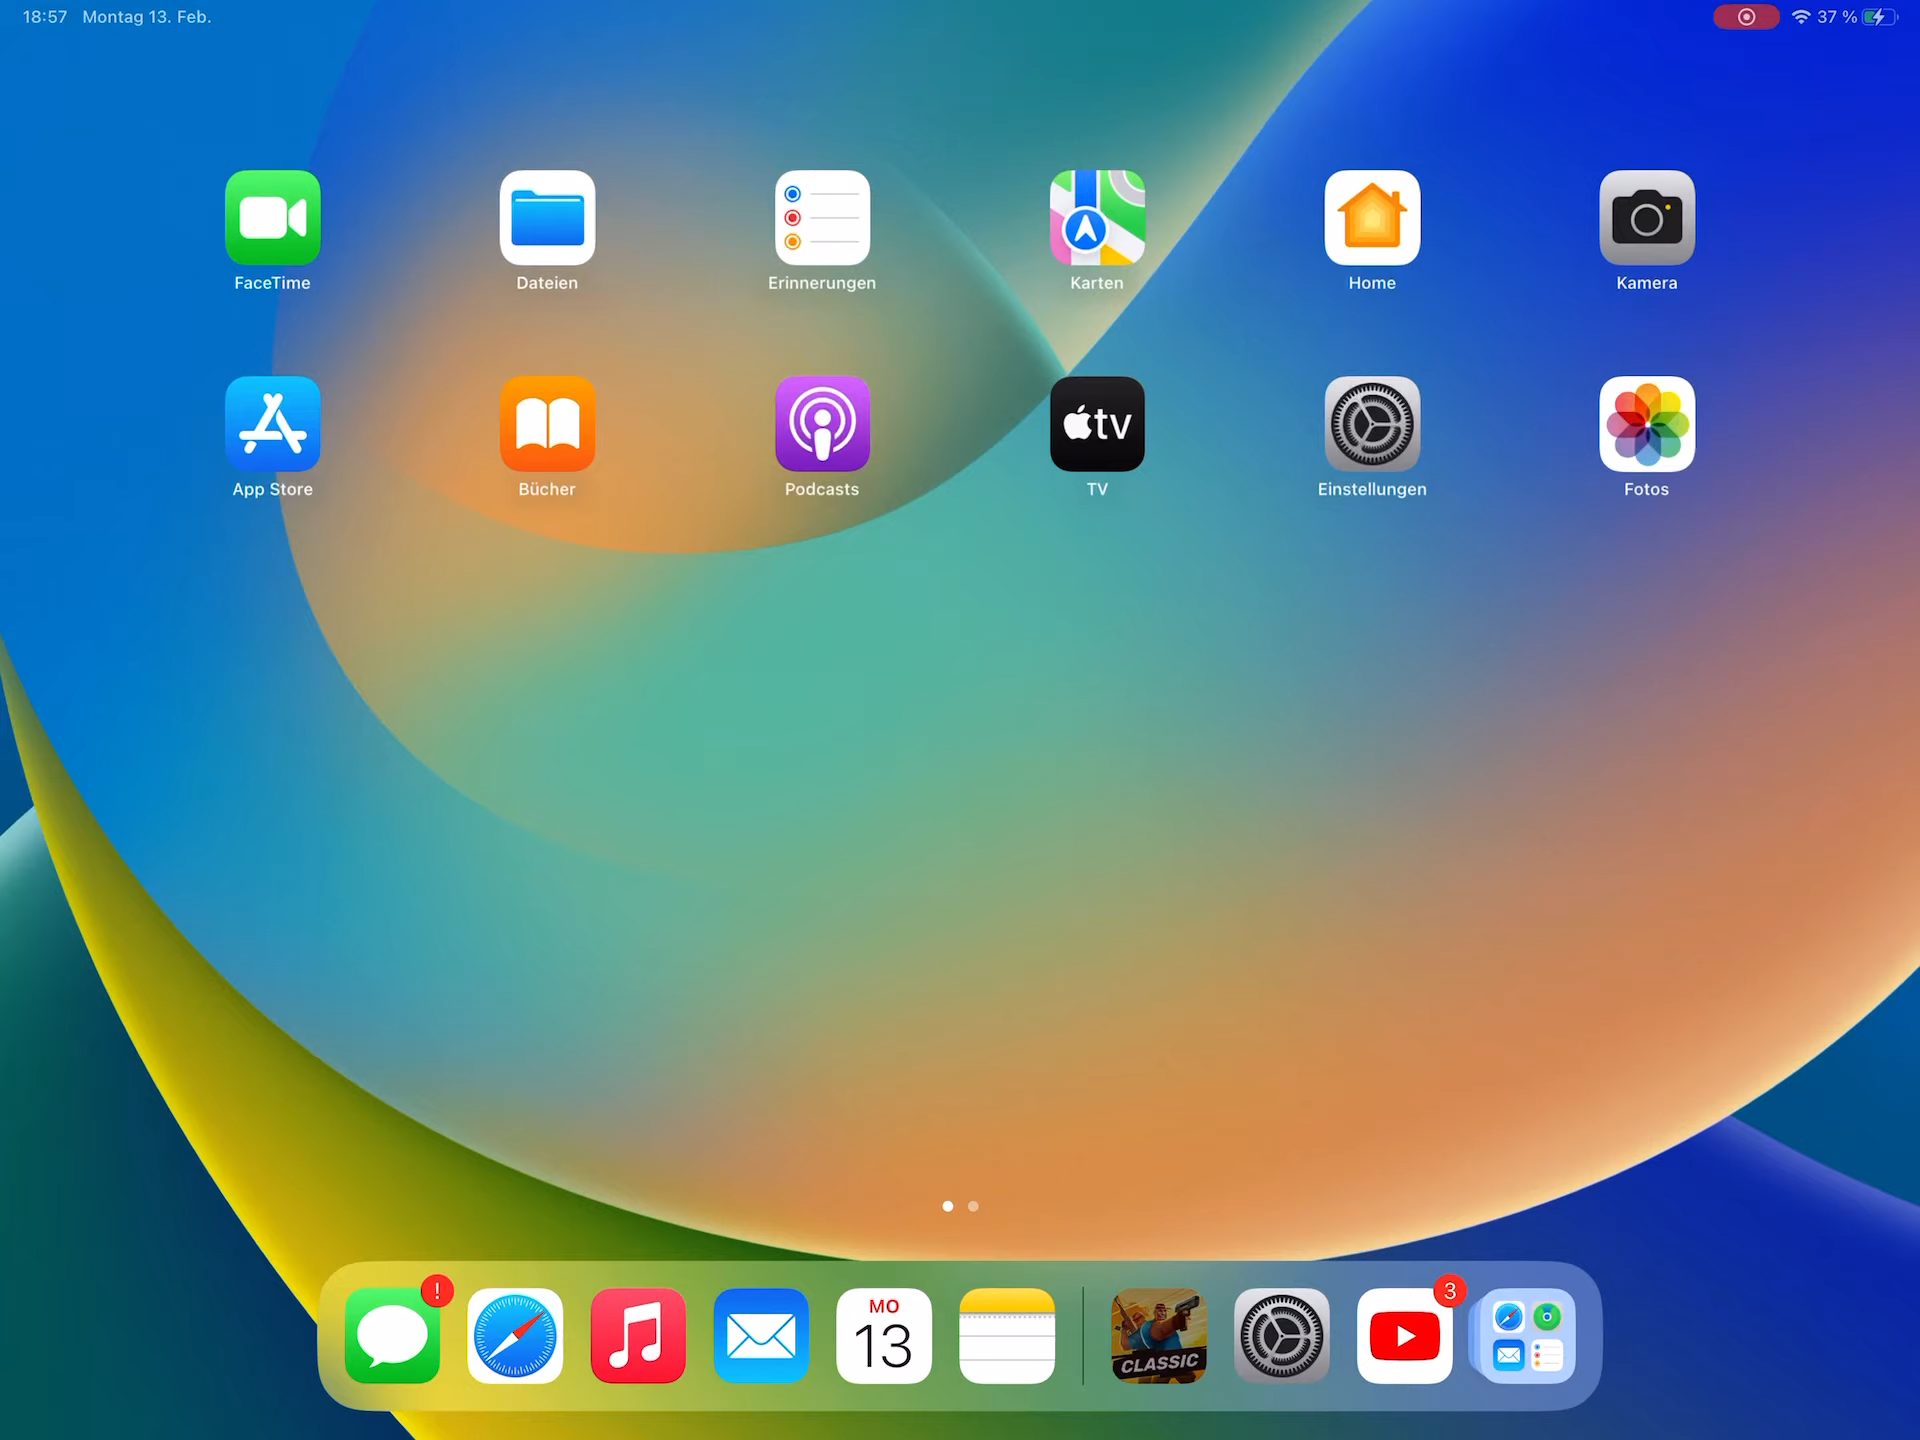 18:57 Montag 13. Feb.
37 %
FaceTime
Dateien
Erinnerungen
Karten
Home
Kamera
tv
App Store
Bücher
Podcasts
TV
Einstellungen
Fotos
!
MO
13
CLASSIC
3